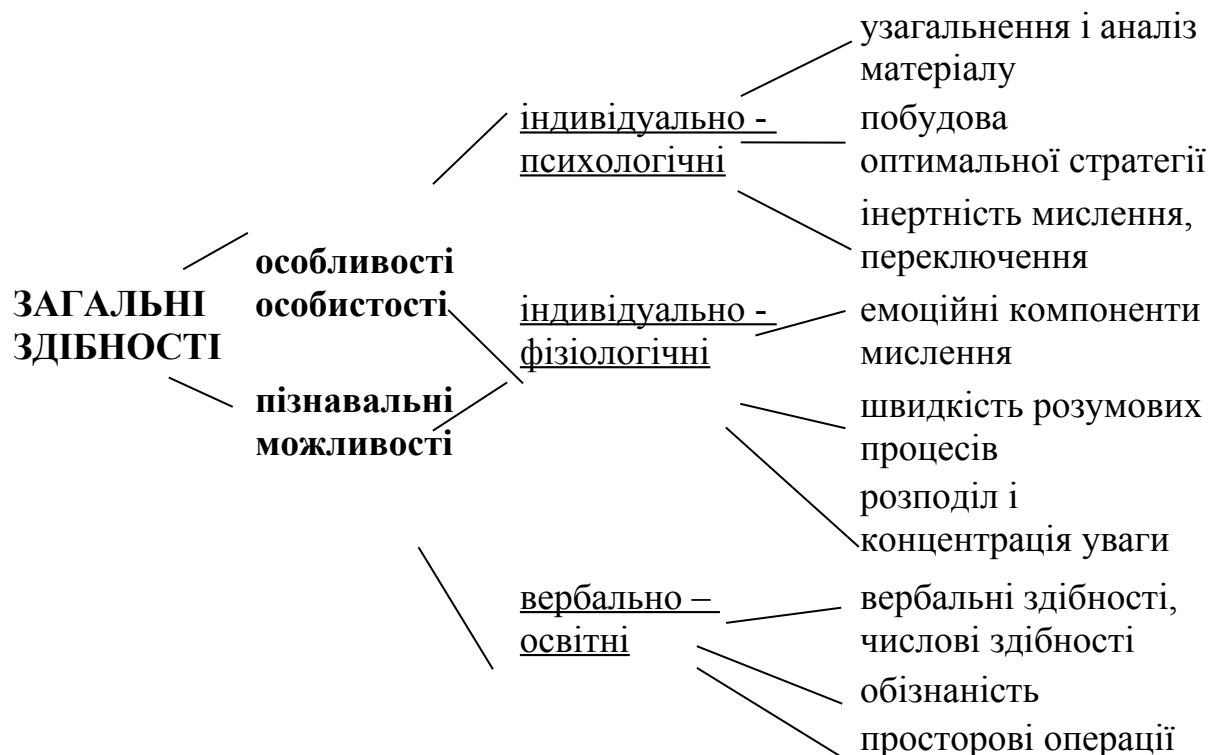 узагальнення і аналіз
матеріалу
індивідуально -
психологічні
побудова
оптимальної стратегії
інертність мислення,
переключення
ЗАГАЛЬНІ
ЗДІБНОСТІ
особливості
особистості
індивідуально -
фізіологічні
емоційні компоненти
мислення
пізнавальні
можливості
швидкість розумових
процесів
розподіл і
концентрація уваги
вербально –
освітні
вербальні здібності,
числові здібності
обізнаність
просторові операції